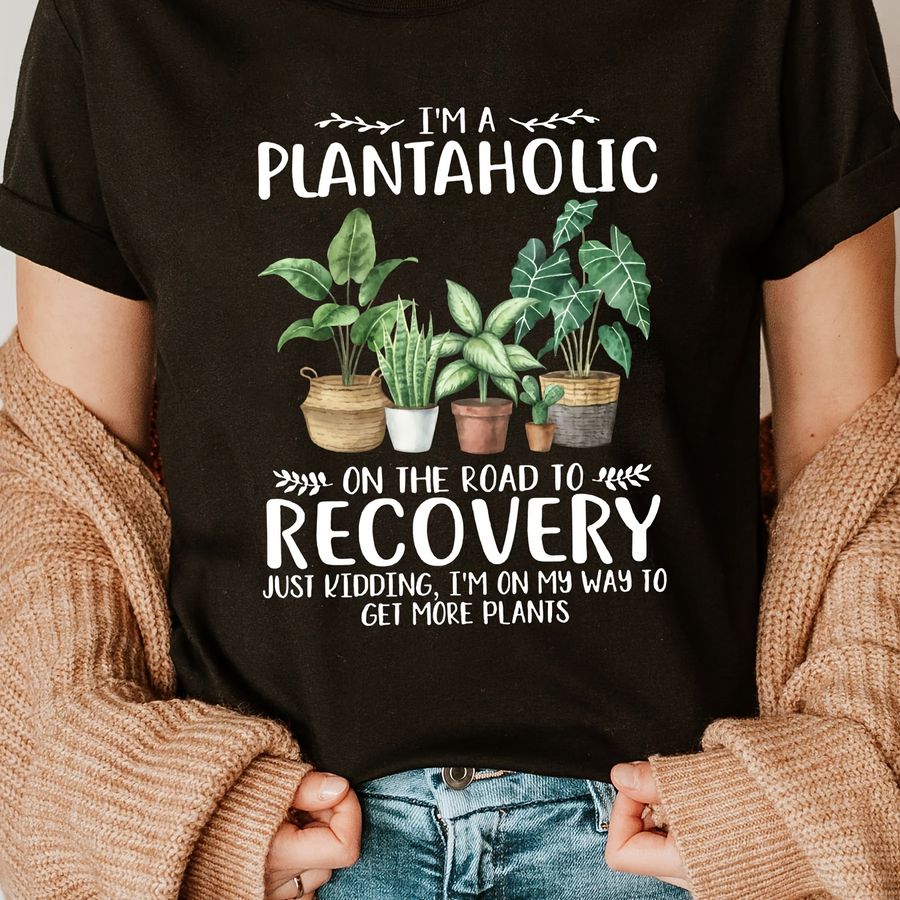 I'M A
PLANTAHOLIC
ON THE ROAD TO
RECOVERY
JUST KIDDING, I'M ON MY WAY TO
GET MORE PLANTS